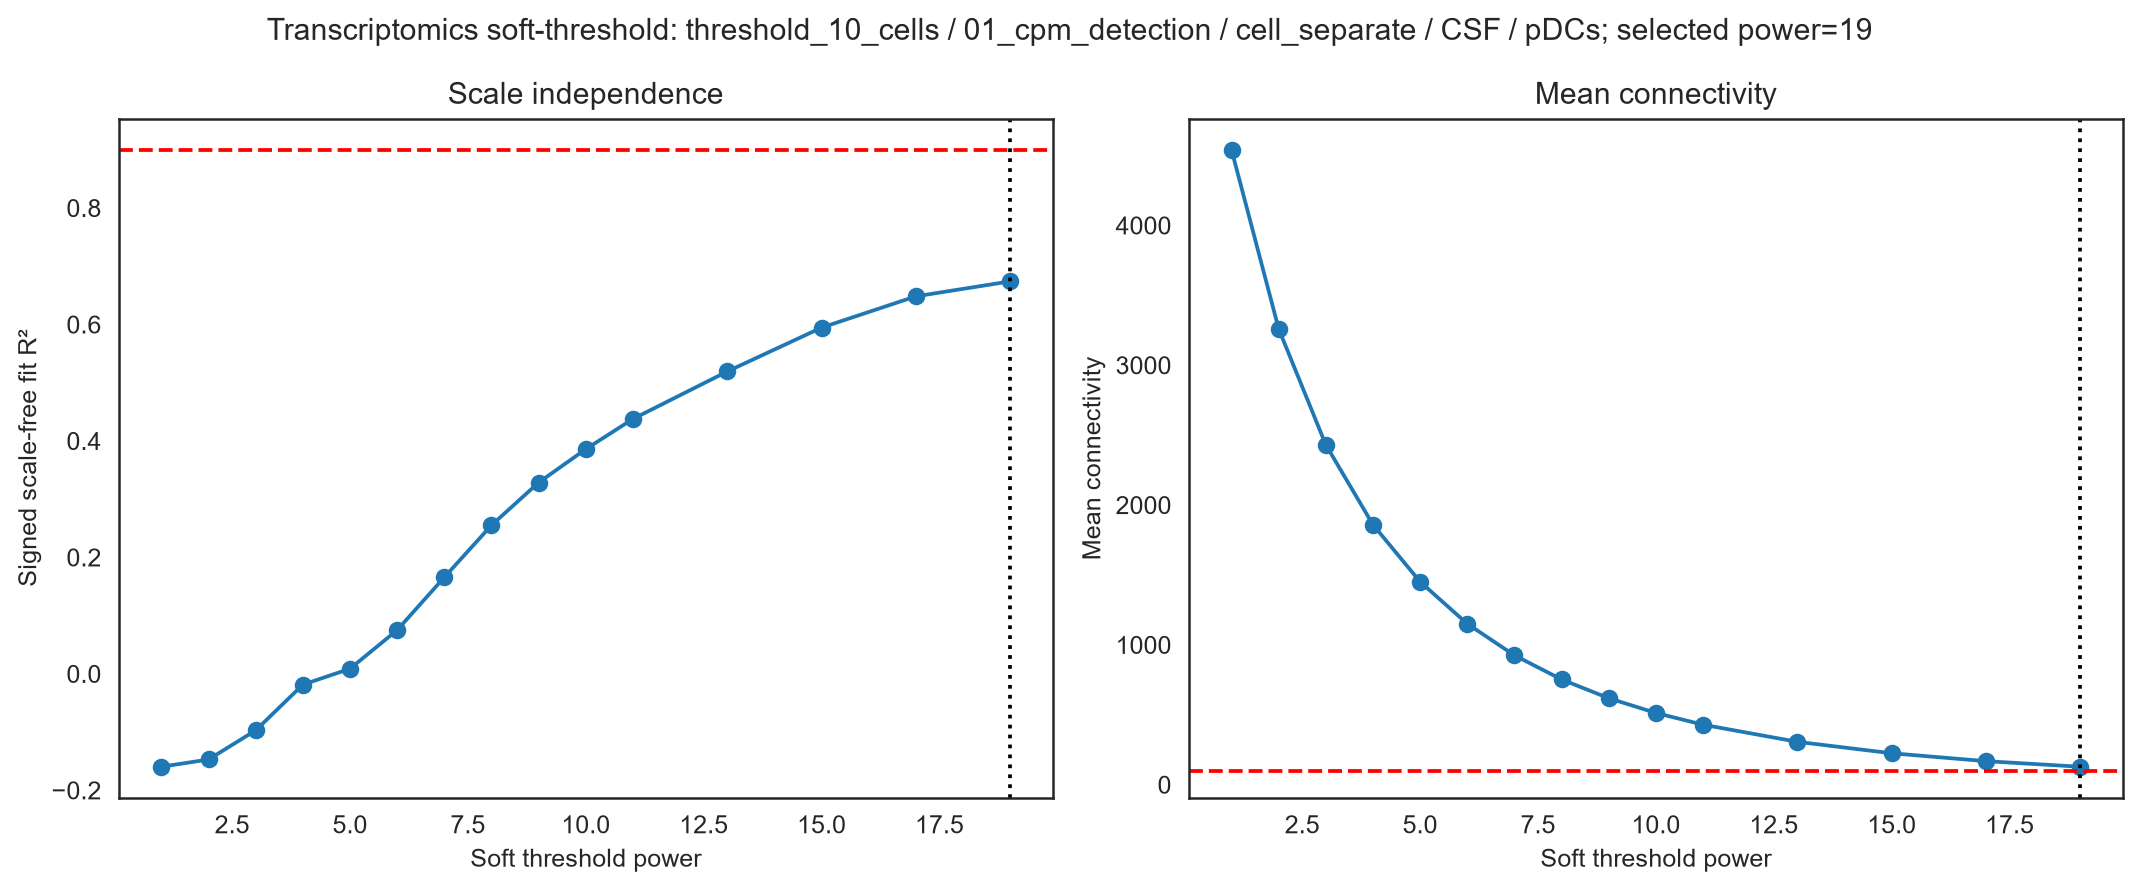 Transcriptomics soft-threshold: threshold_10_cells / 01_cpm_detection / cell_separate / CSF / pDCs; selected power=19
Scale independence
Signed scale-free fit R²
0.8
0.6
0.4
0.2
0.0
−0.2
2.5 5.0 7.5 10.0 12.5 15.0 17.5
Soft threshold power
Mean connectivity
Mean connectivity
4000
3000
2000
1000
0
2.5 5.0 7.5 10.0 12.5 15.0 17.5
Soft threshold power